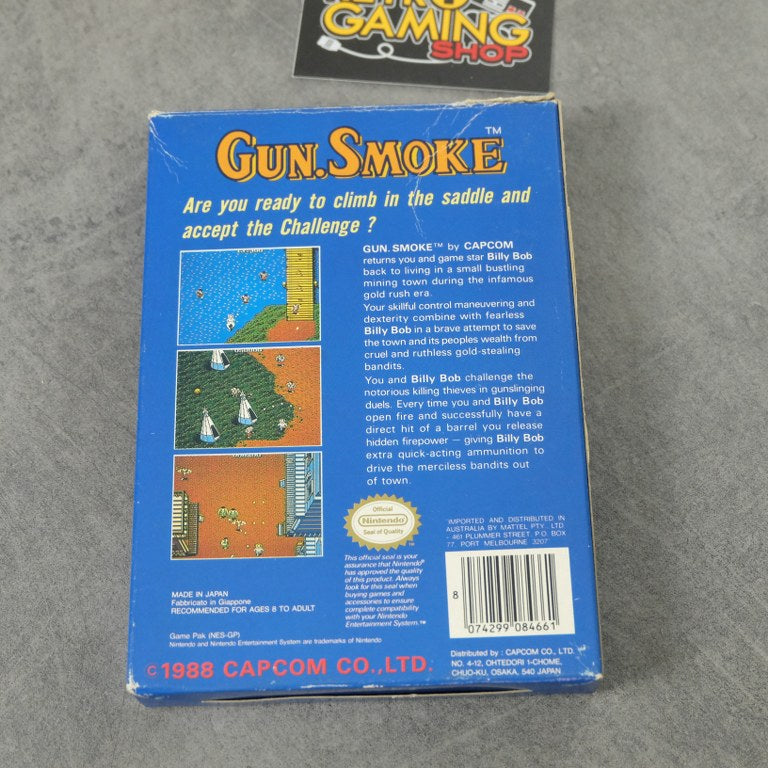 GAMING
SHOP
GUN.SMOKE™
Are you ready to climb in the saddle and
accept the Challenge ?
GUN. SMOKE™ by CAPCOM
returns you and game star Billy Bob
back to living in a small bustling
mining town during the infamous
gold rush era.
Your skillful control maneuvering and
dexterity combine with fearless
Billy Bob in a brave attempt to save
the town and its peoples wealth from
cruel and ruthless gold-stealing
bandits.
You and Billy Bob challenge the
notorious killing thieves in gunslinging
duels. Every time you and Billy Bob
open fire and successfully have a
direct hit of a barrel you release
hidden firepower — giving Billy Bob
extra quick-acting ammunition to
drive the merciless bandits out
of town.
Official
Nintendo
Seal of Quality
™
This official seal is your
assurance that Nintendo®
has approved the quality
of this product. Always
look for this seal when
buying games and
accessories to ensure
complete compatibility
with your Nintendo
Entertainment System.™
IMPORTED AND DISTRIBUTED IN
AUSTRALIA BY MATTEL PTY. LTD.
- 461 PLUMMER STREET. P.O. BOX
77. PORT MELBOURNE 3207
8
074299 084661
MADE IN JAPAN
Fabbricato in Giappone
RECOMMENDED FOR AGES 8 TO ADULT
Game Pak (NES-GP)
Nintendo and Nintendo Entertainment System are trademarks of Nintendo
© 1988 CAPCOM CO., LTD.
Distributed by : CAPCOM CO., LTD.
NO. 4-12, OHTEDORI 1-CHOME,
CHUO-KU, OSAKA, 540 JAPAN